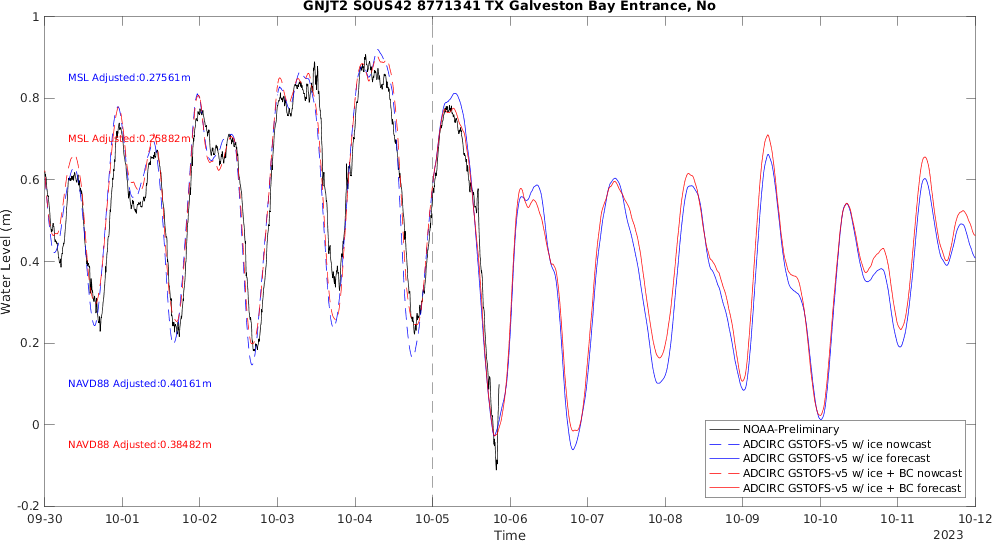 GNJT2 SOUS42 8771341 TX Galveston Bay Entrance, No
1
0.8
0.6
0.4
0.2
0
-0.2
Water Level (m)
MSL Adjusted:0.27561m
MSL Adjusted:0.25882m
NAVD88 Adjusted:0.40161m
NAVD88 Adjusted:0.38482m
NOAA-Preliminary
ADCIRC GSTOFS-v5 w/ ice nowcast
ADCIRC GSTOFS-v5 w/ ice forecast
ADCIRC GSTOFS-v5 w/ ice + BC nowcast
ADCIRC GSTOFS-v5 w/ ice + BC forecast
09-30 10-01 10-02 10-03 10-04 10-05 10-06 10-07 10-08 10-09 10-10 10-11 10-12
Time
2023